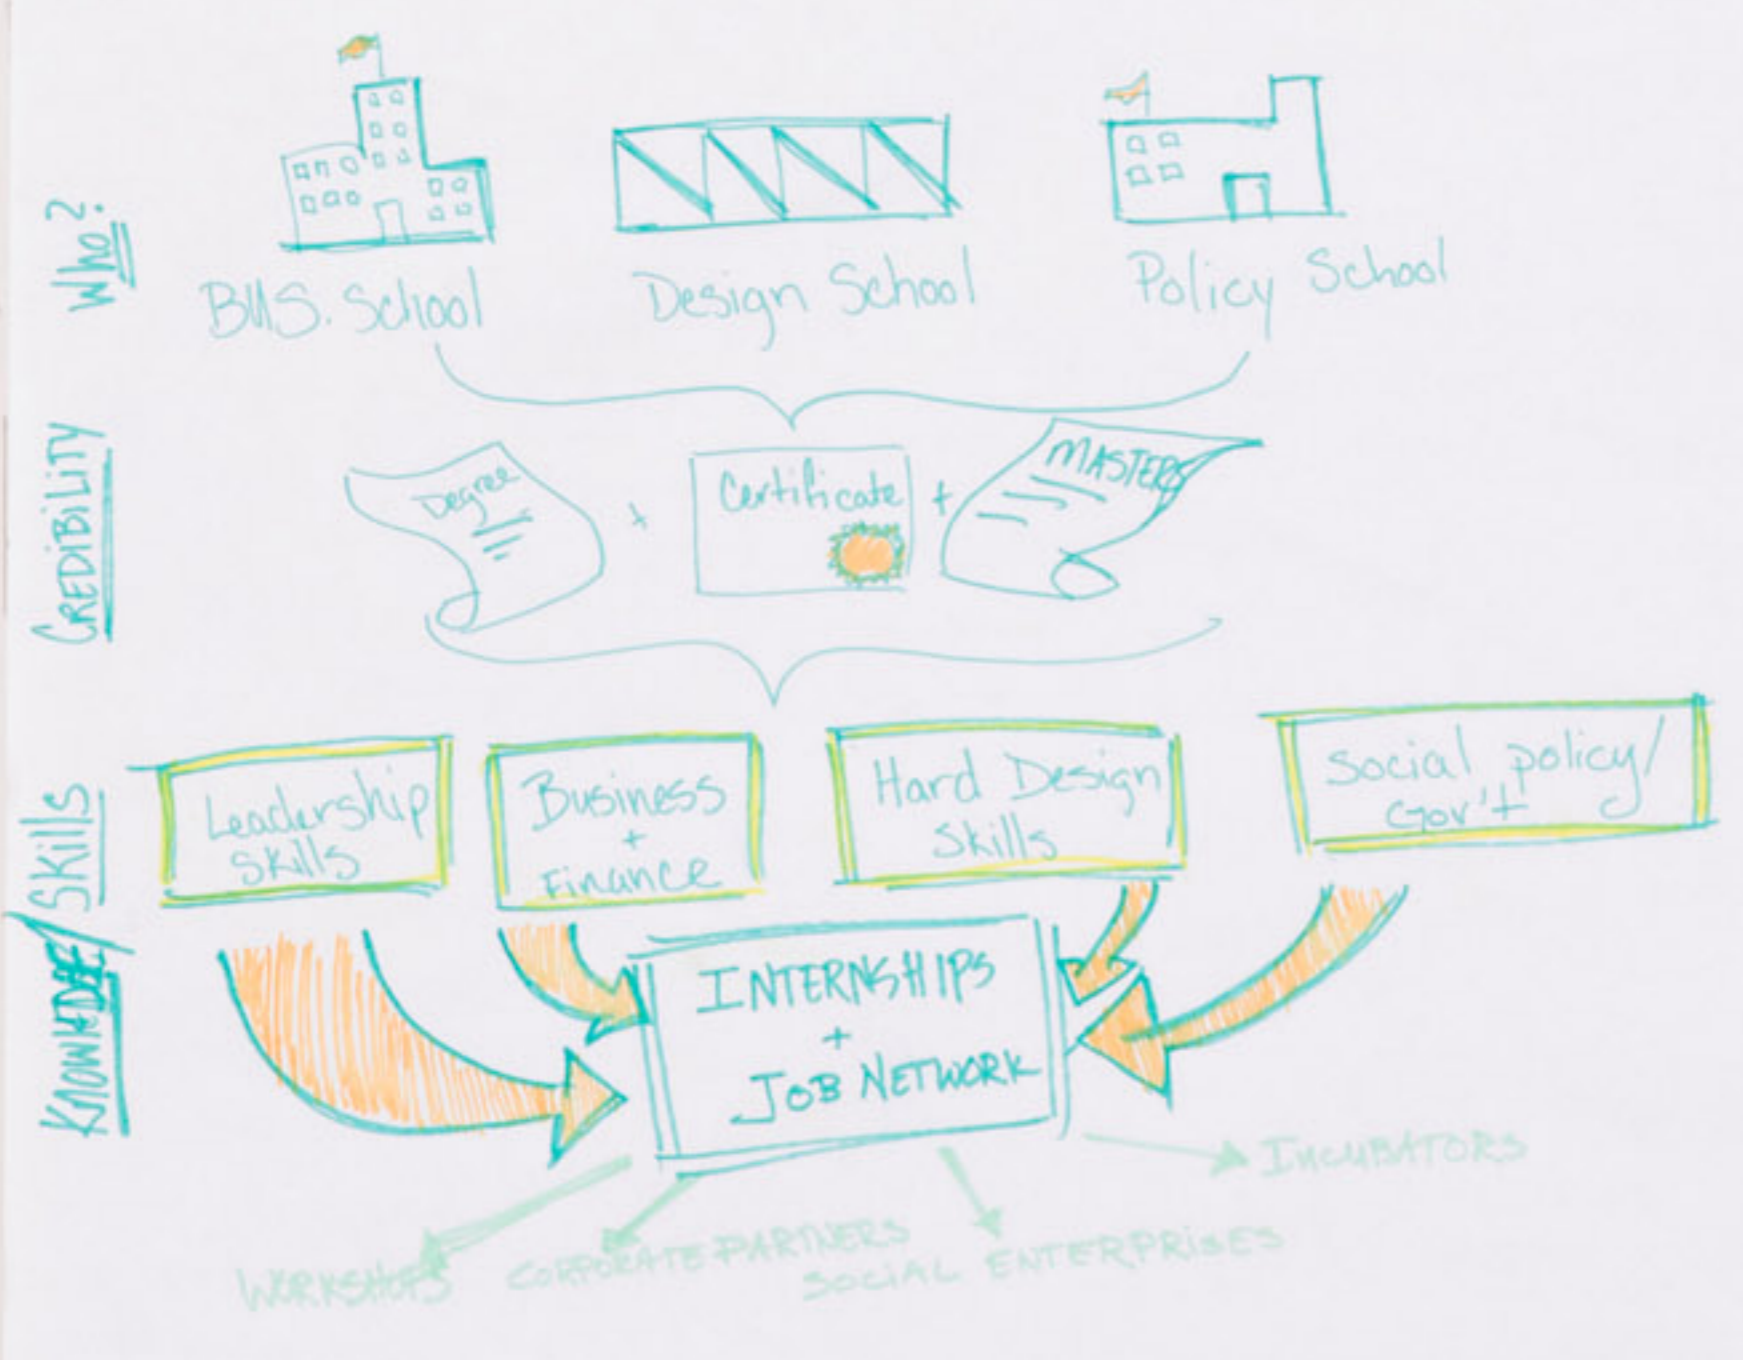 Who?
BUS. School
Design School
Policy School
CREDIBILITY
Degree
+
Certificate
+
MASTERS
Skills
Leadership
Skills
Business
+
Finance
Hard Design
Skills
Social policy/
Gov't
INTERNSHIPS
+
JOB NETWORK
INCUBATORS
WORKSHOPS
CORPORATE PARTNERS
SOCIAL ENTERPRISES